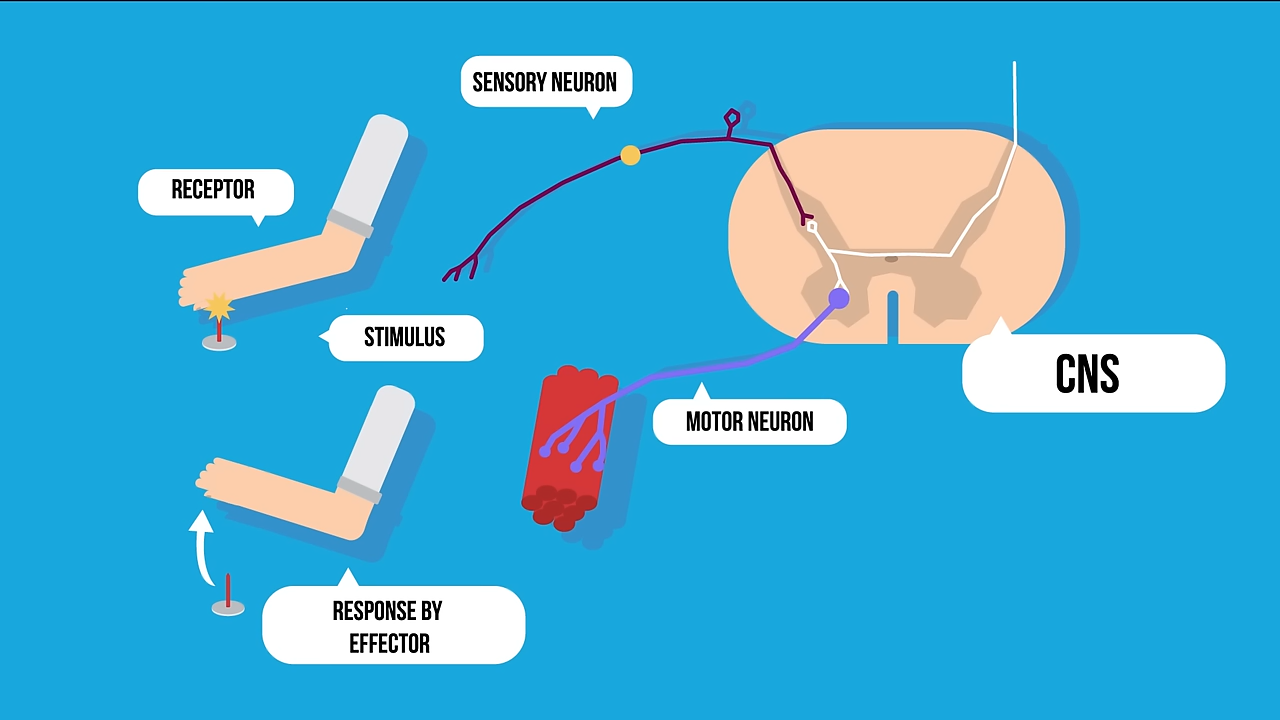 SENSORY NEURON
RECEPTOR
STIMULUS
CNS
MOTOR NEURON
RESPONSE BY
EFFECTOR